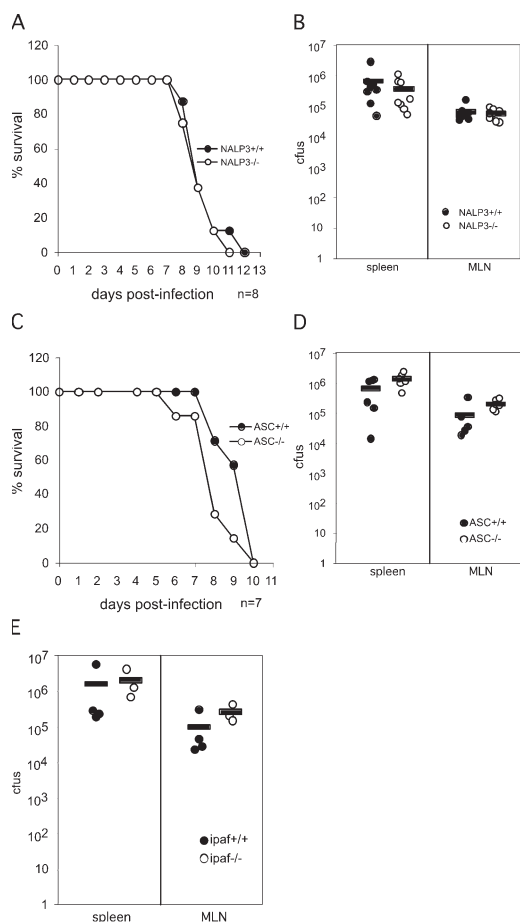 A
120
100
80
60
40
20
0
% survival
NALP3+/+
NALP3-/-
0 1 2 3 4 5 6 7 8 9 10 11 12 13
days post-infection n=8
B
10^7
10^6
10^5
10^4
10^3
10^2
10
1
cfus
NALP3+/+
NALP3-/-
spleen MLN
C
120
100
80
60
40
20
0
% survival
ASC+/+
ASC-/-
0 1 2 3 4 5 6 7 8 9 10 11
days post-infection n=7
D
10^7
10^6
10^5
10^4
10^3
10^2
10
1
cfus
ASC+/+
ASC-/-
spleen MLN
E
10^7
10^6
10^5
10^4
10^3
10^2
10
1
cfus
ipaf+/+
ipaf-/-
spleen MLN